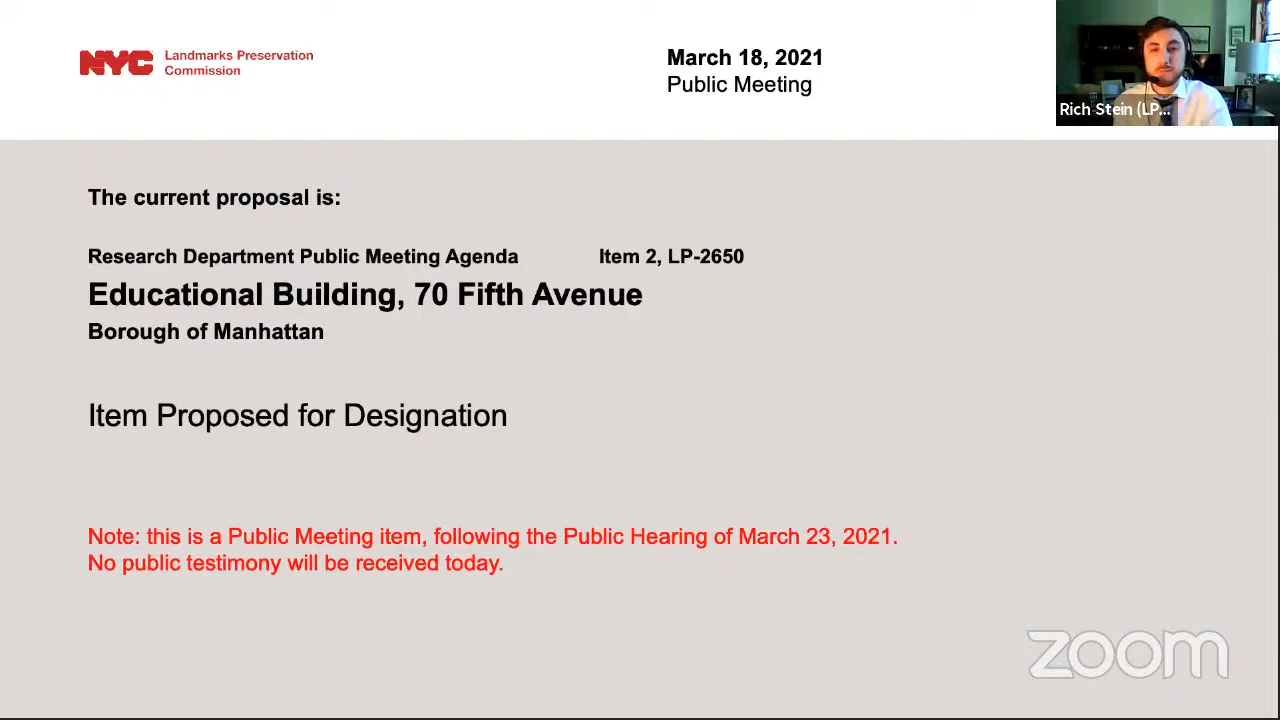 NYC
Landmarks Preservation
Commission
March 18, 2021
Public Meeting
Rich Stein (LP...
The current proposal is:
Research Department Public Meeting Agenda Item 2, LP-2650
Educational Building, 70 Fifth Avenue
Borough of Manhattan
Item Proposed for Designation
Note: this is a Public Meeting item, following the Public Hearing of March 23, 2021.
No public testimony will be received today.
zoom